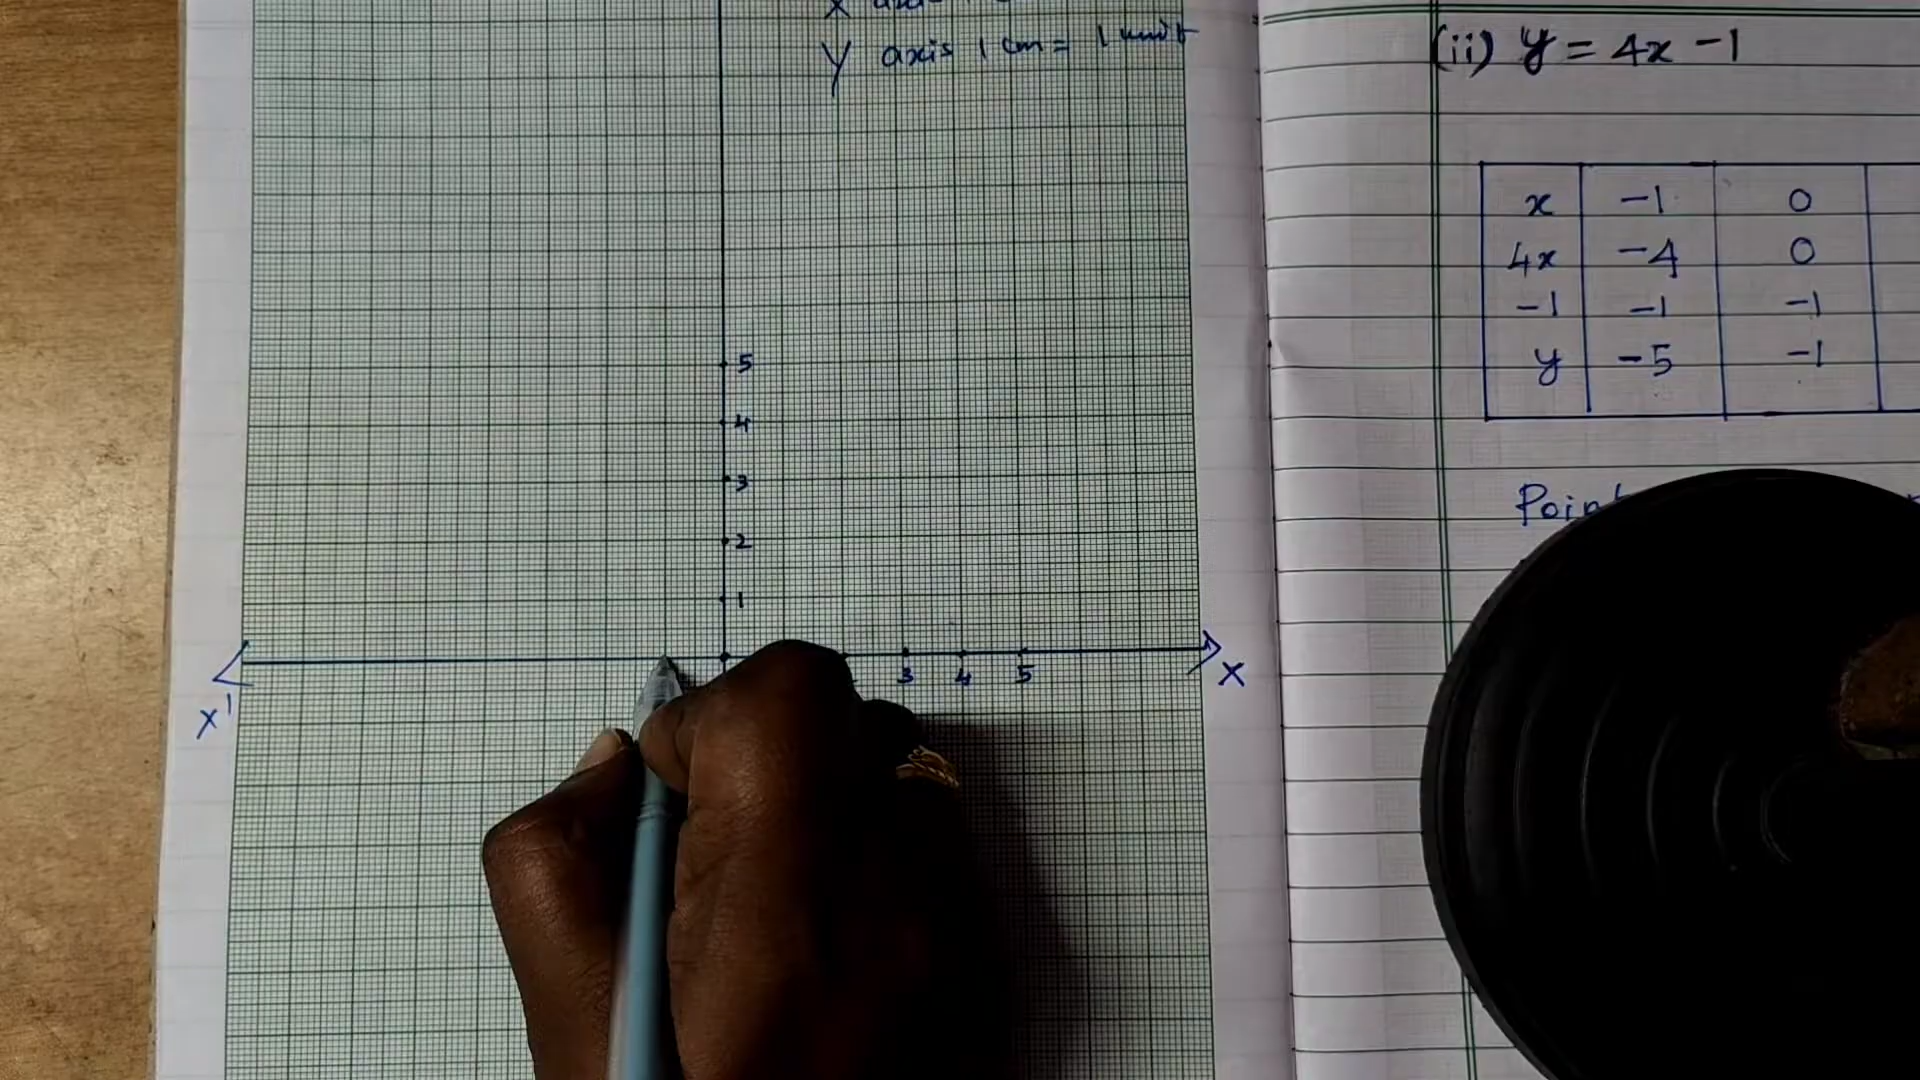 Y axis 1 cm = 1 unit
5
4
3
2
1
3 4 5
X
X'
(ii) y = 4x - 1
x -1 0
4x -4 0
-1 -1 -1
y -5 -1